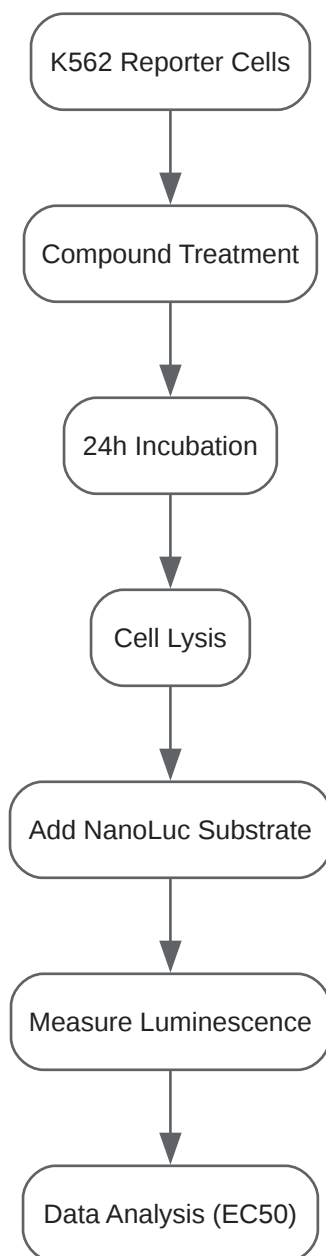 K562 Reporter Cells
Compound Treatment
24h Incubation
Cell Lysis
Add NanoLuc Substrate
Measure Luminescence
Data Analysis (EC50)